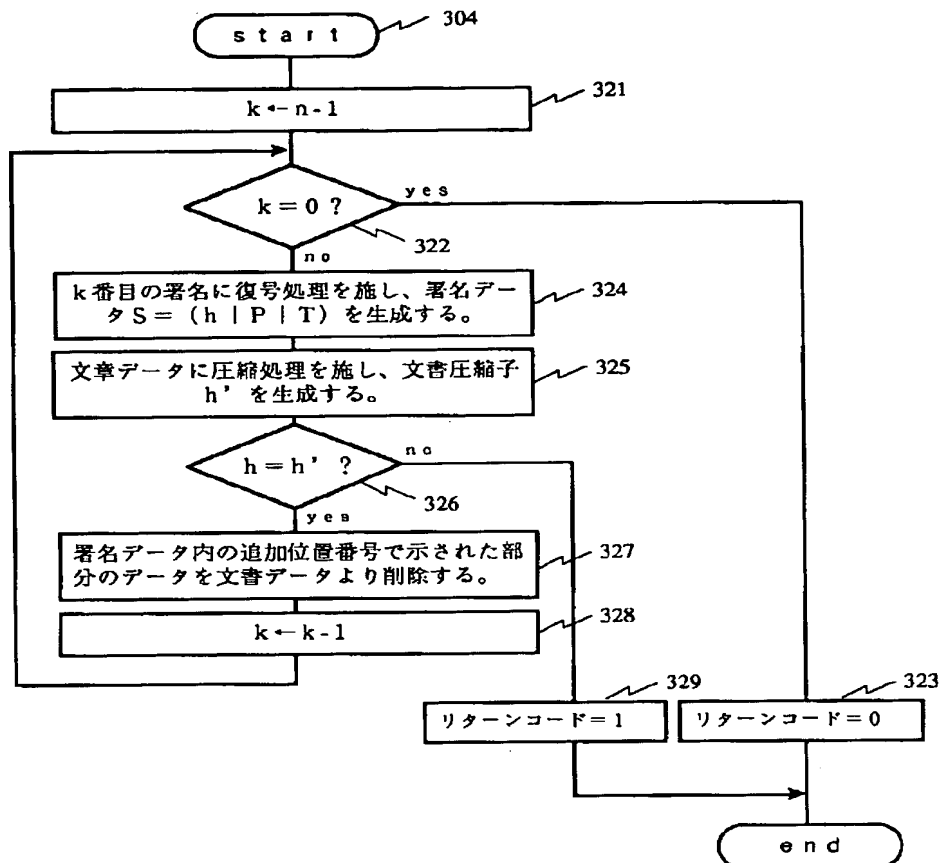 start
304
k←n-1
321
k=0?
yes
322
no
k番目の署名に復号処理を施し、署名デー
タS=(h|P|T)を生成する。
324
文章データに圧縮処理を施し、文書圧縮子
h'を生成する。
325
h=h'?
no
326
yes
署名データ内の追加位置番号で示された部
分のデータを文書データより削除する。
327
k←k-1
328
329
リターンコード=1
323
リターンコード=0
end